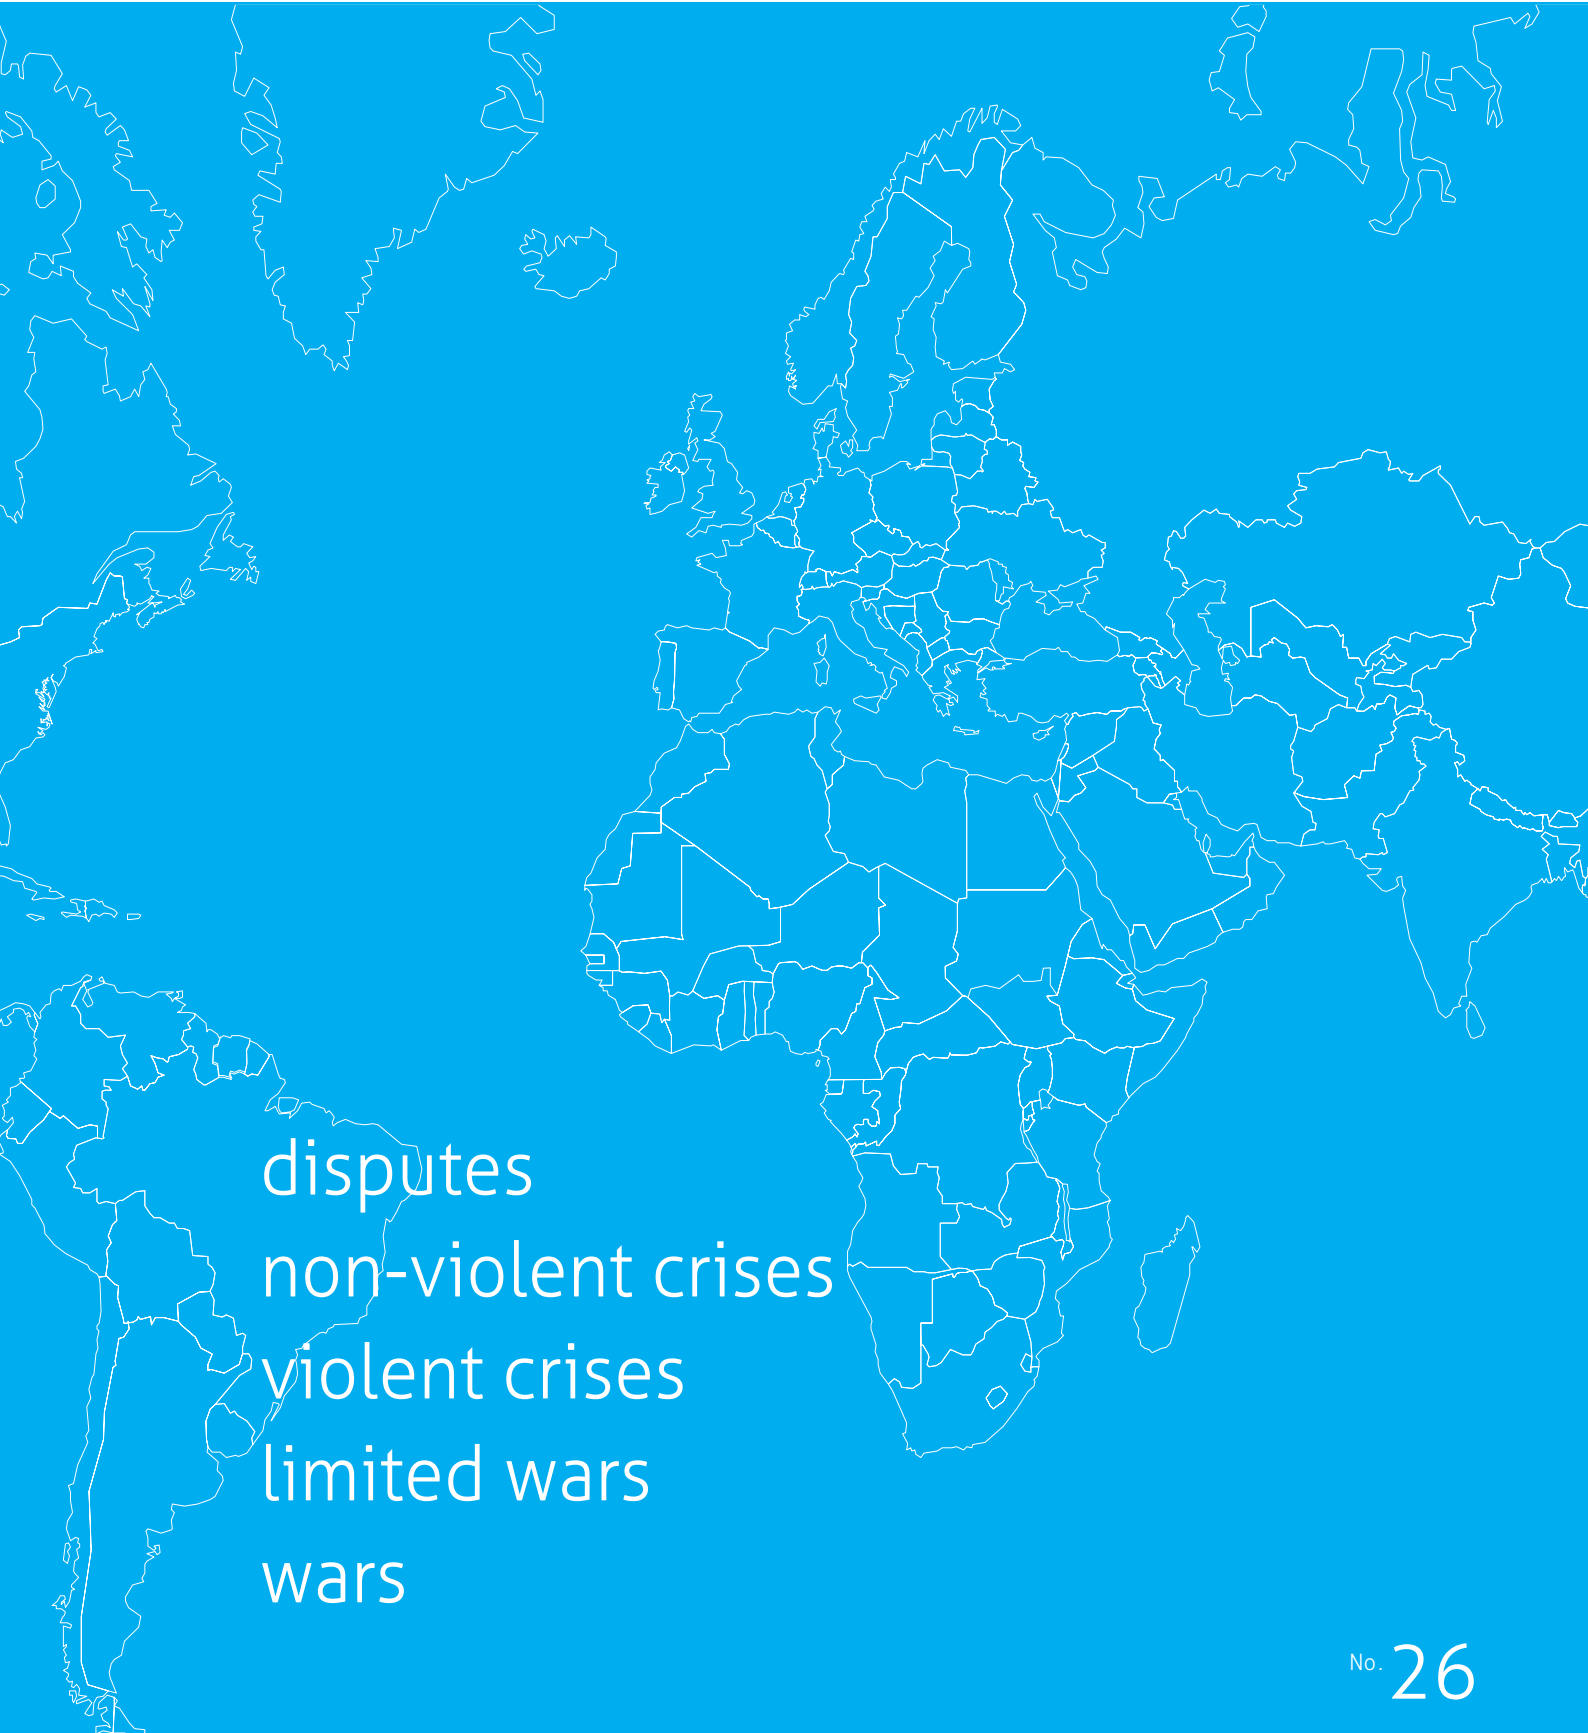 disputes
non-violent crises
violent crises
limited wars
wars
No. 26